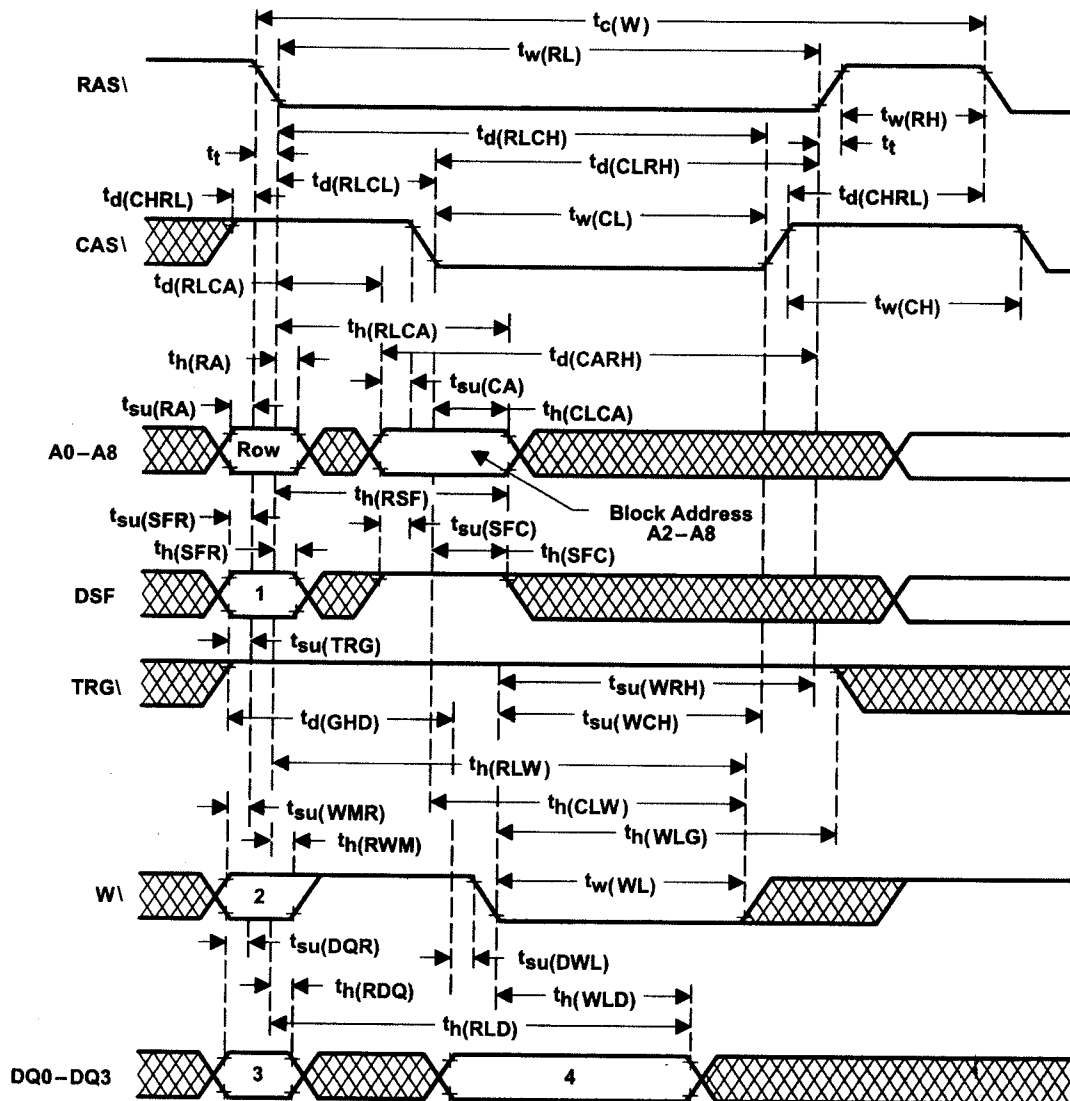 tc(W)
tw(RL)
RAS\
tw(RH)
td(RLCH)
tt
td(CLRH)
tt
td(RLCL)
td(CHRL)
td(CHRL)
tw(CL)
CAS\
td(RLCA)
tw(CH)
th(RLCA)
th(RA)
td(CARH)
tsu(CA)
tsu(RA)
th(CLCA)
A0–A8
Row
th(RSF)
tsu(SFR)
tsu(SFC)
Block Address
A2–A8
th(SFR)
th(SFC)
DSF
1
tsu(TRG)
TRG\
tsu(WRH)
td(GHD)
tsu(WCH)
th(RLW)
tsu(WMR)
th(CLW)
th(RWM)
th(WLG)
W\
2
tw(WL)
tsu(DQR)
tsu(DWL)
th(RDQ)
th(WLD)
th(RLD)
DQ0–DQ3
3
4